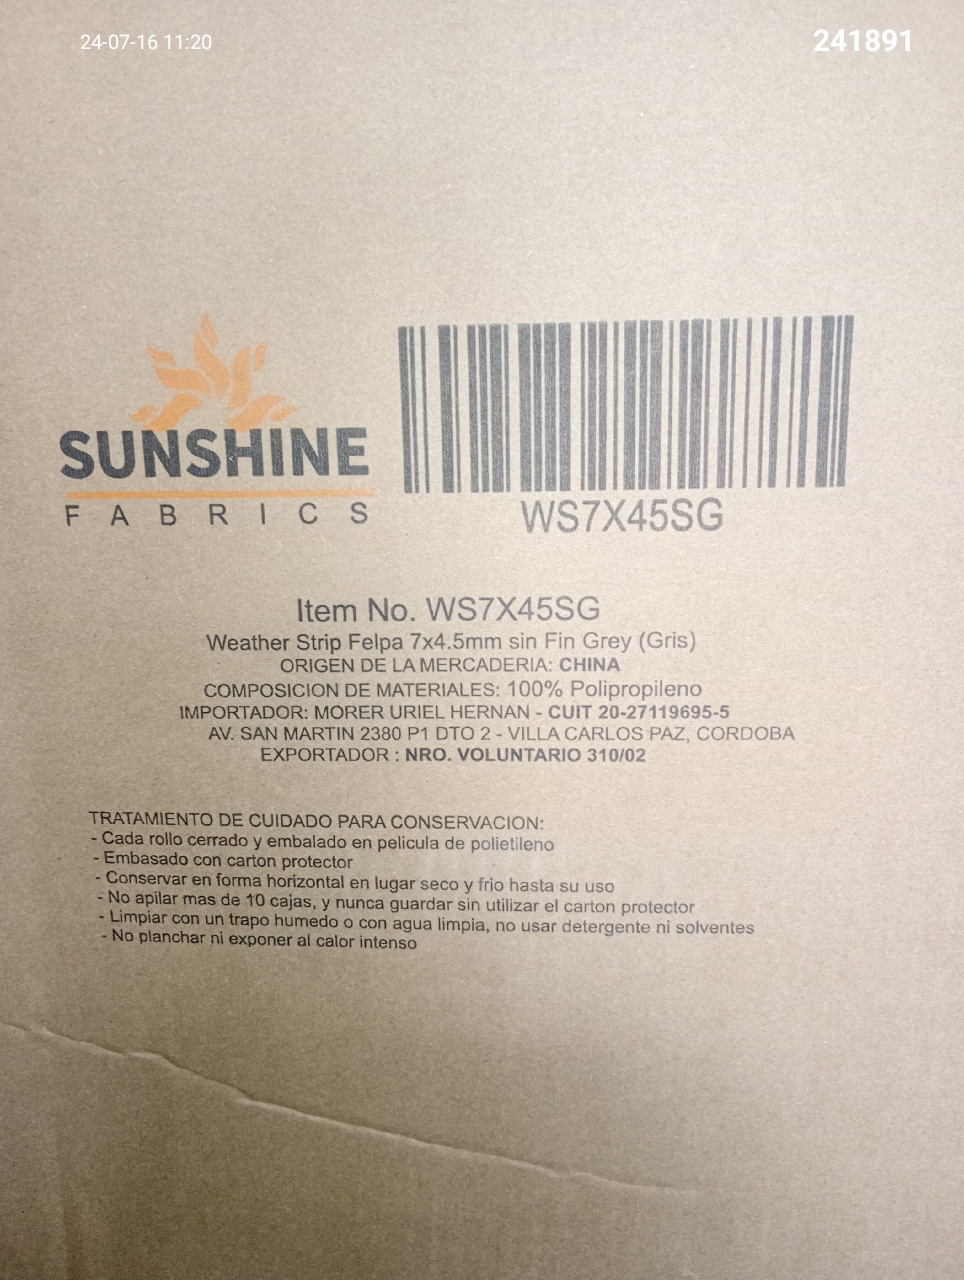 24-07-16 11:20
241891
SUNSHINE
FABRICS
WS7X45SG
Item No. WS7X45SG
Weather Strip Felpa 7x4.5mm sin Fin Grey (Gris)
ORIGEN DE LA MERCADERIA: CHINA
COMPOSICION DE MATERIALES: 100% Polipropileno
IMPORTADOR: MORER URIEL HERNAN - CUIT 20-27119695-5
AV. SAN MARTIN 2380 P1 DTO 2 - VILLA CARLOS PAZ, CORDOBA
EXPORTADOR : NRO. VOLUNTARIO 310/02
TRATAMIENTO DE CUIDADO PARA CONSERVACION:
- Cada rollo cerrado y embalado en pelicula de polietileno
- Embasado con carton protector
- Conservar en forma horizontal en lugar seco y frio hasta su uso
- No apilar mas de 10 cajas, y nunca guardar sin utilizar el carton protector
- Limpiar con un trapo humedo o con agua limpia, no usar detergente ni solventes
- No planchar ni exponer al calor intenso